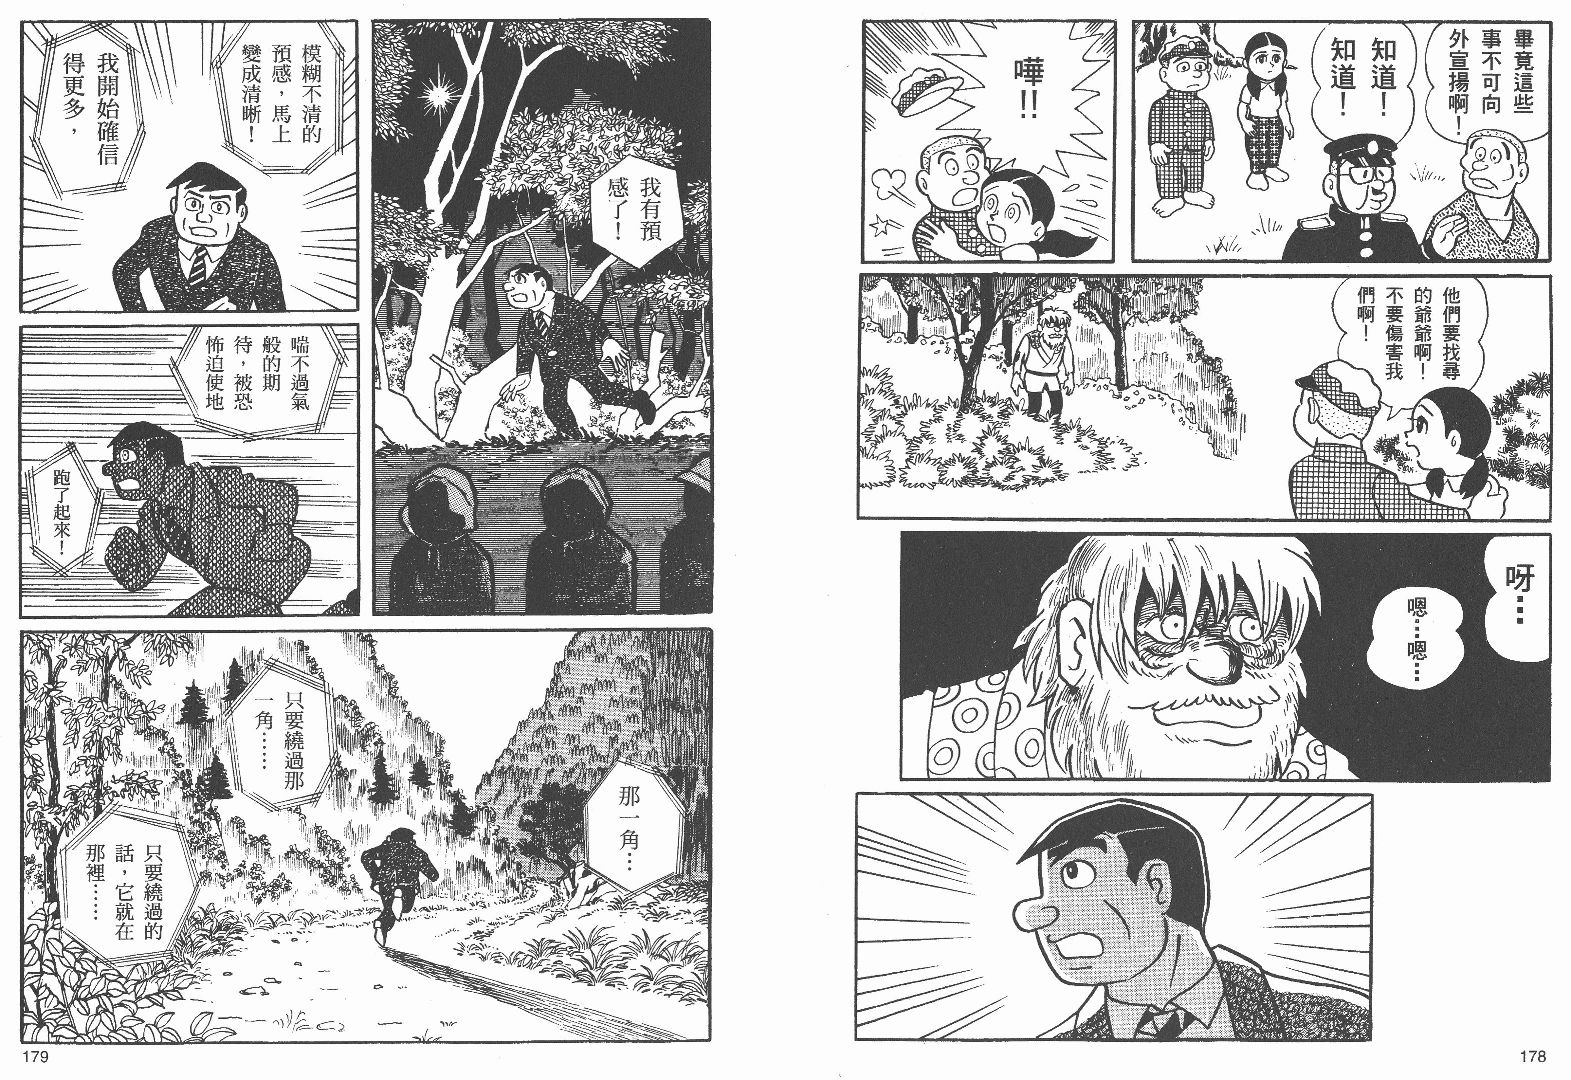 畢竟這些
事不可向
外宣揚啊！
知道！
知道！
嘩!!
他們要找尋
的爺爺啊！
不要傷害我
們啊！
呀…
嗯…嗯…
178
我有預
感了！
模糊不清的
預感，馬上
變成清晰！
我開始確信
得更多，
喘不過氣
般的期
待，被恐
怖迫使地
跑了起來！
那一角…
只要繞過那
一角……
只要繞過的
話，它就在
那裡……
179